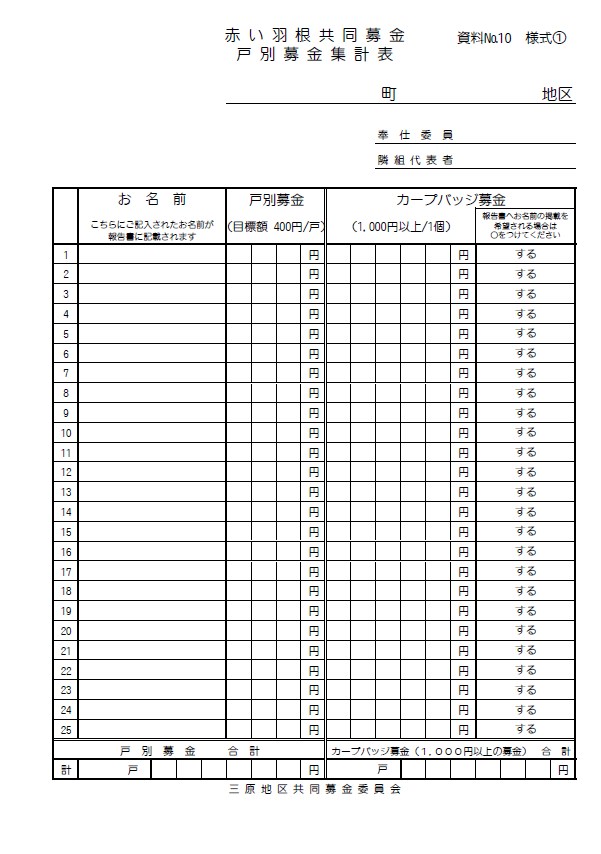 赤い羽根共同募金
戸別募金集計表
資料№10 様式①
町 地区
奉仕委員
隣組代表者
お名前 戸別募金 カープバッジ募金
こちらにご記入されたお名前が
報告書に記載されます
(目標額 400円/戸)
(1,000円以上/1個)
報告書へお名前の掲載を
希望される場合は
○をつけてください
1 円 円 する
2 円 円 する
3 円 円 する
4 円 円 する
5 円 円 する
6 円 円 する
7 円 円 する
8 円 円 する
9 円 円 する
10 円 円 する
11 円 円 する
12 円 円 する
13 円 円 する
14 円 円 する
15 円 円 する
16 円 円 する
17 円 円 する
18 円 円 する
19 円 円 する
20 円 円 する
21 円 円 する
22 円 円 する
23 円 円 する
24 円 円 する
25 円 円 する
戸別募金 合計 カープバッジ募金(1,000円以上の募金) 合計
計 戸 円 戸 円
三原地区共同募金委員会